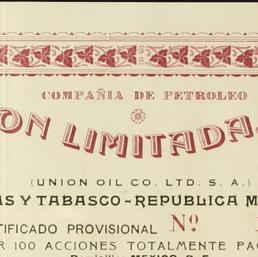 COMPAÑIA DE PETROLEO
ON LIMITADA
(UNION OIL CO. LTD. S. A.)
AS Y TABASCO - REPUBLICA M
TIFICADO PROVISIONAL Nº
R 100 ACCIONES TOTALMENTE PAG
MEXICO, D. F.